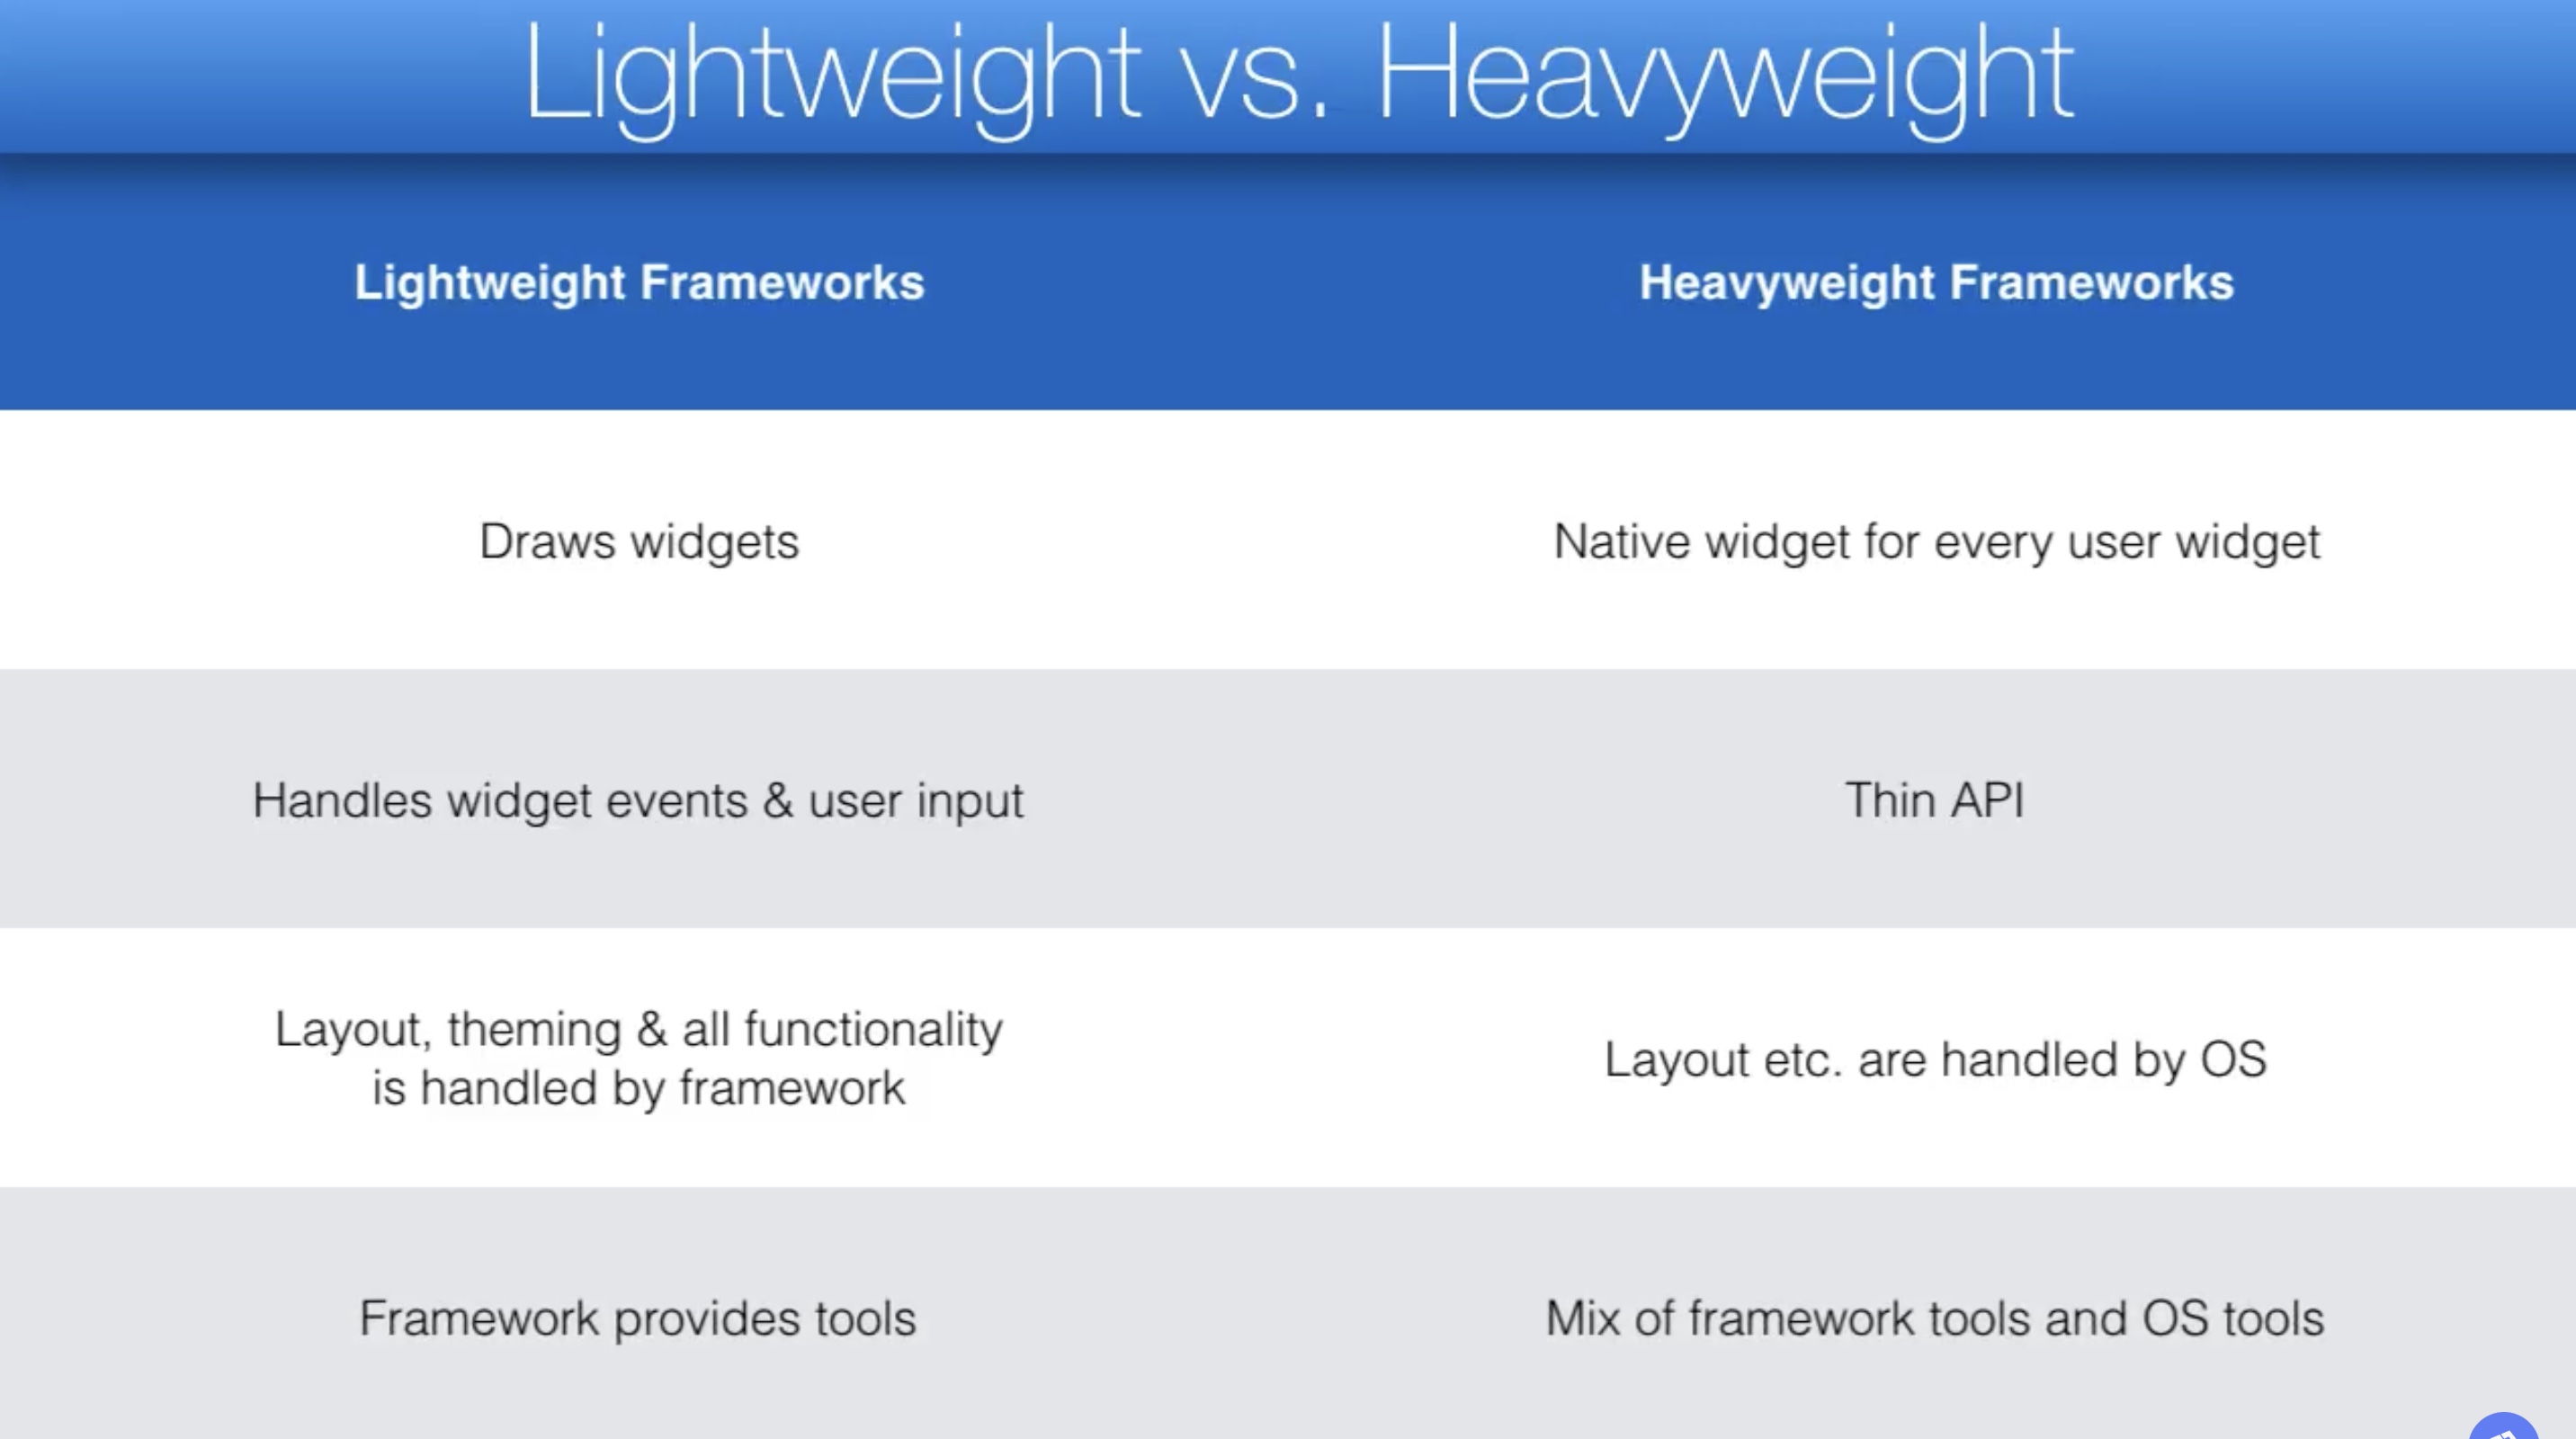 Lightweight vs. Heavyweight
Lightweight Frameworks
Heavyweight Frameworks
Draws widgets
Native widget for every user widget
Handles widget events & user input
Thin API
Layout, theming & all functionality
is handled by framework
Layout etc. are handled by OS
Framework provides tools
Mix of framework tools and OS tools